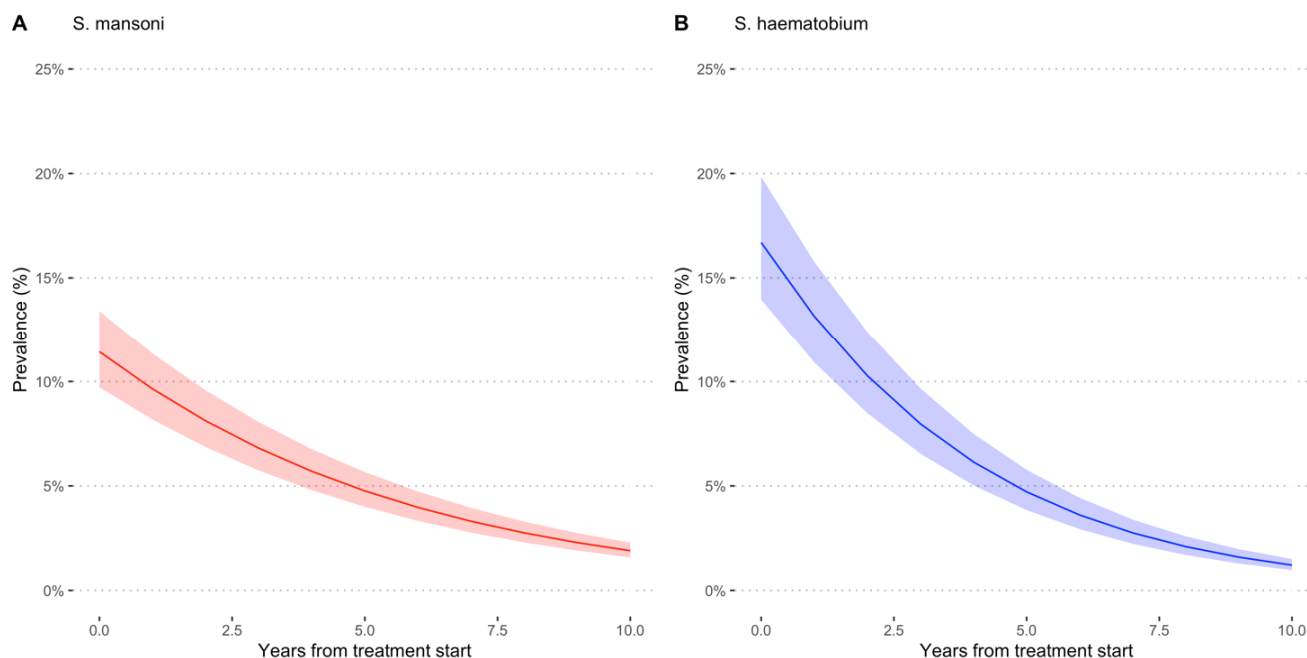 A S. mansoni
25%
20%
15%
10%
5%
0%
Prevalence (%)
0.0 2.5 5.0 7.5 10.0
Years from treatment start
B S. haematobium
25%
20%
15%
10%
5%
0%
Prevalence (%)
0.0 2.5 5.0 7.5 10.0
Years from treatment start